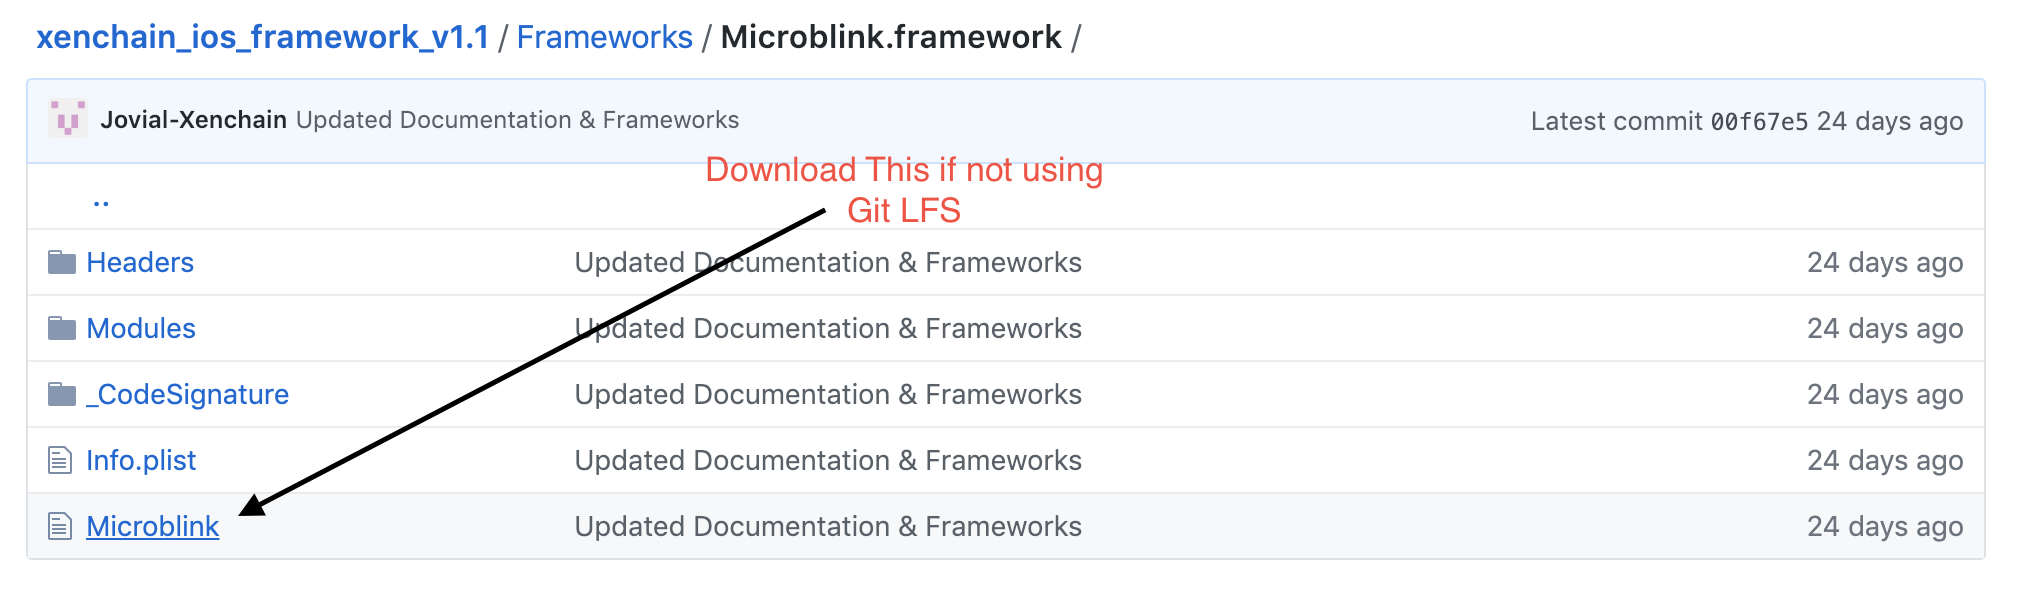 xenchain_ios_framework_v1.1 / Frameworks / Microblink.framework /
Jovial-Xenchain Updated Documentation & Frameworks Latest commit 00f67e5 24 days ago
Download This if not using
Git LFS
..
Headers Updated Documentation & Frameworks 24 days ago
Modules Updated Documentation & Frameworks 24 days ago
_CodeSignature Updated Documentation & Frameworks 24 days ago
Info.plist Updated Documentation & Frameworks 24 days ago
Microblink Updated Documentation & Frameworks 24 days ago